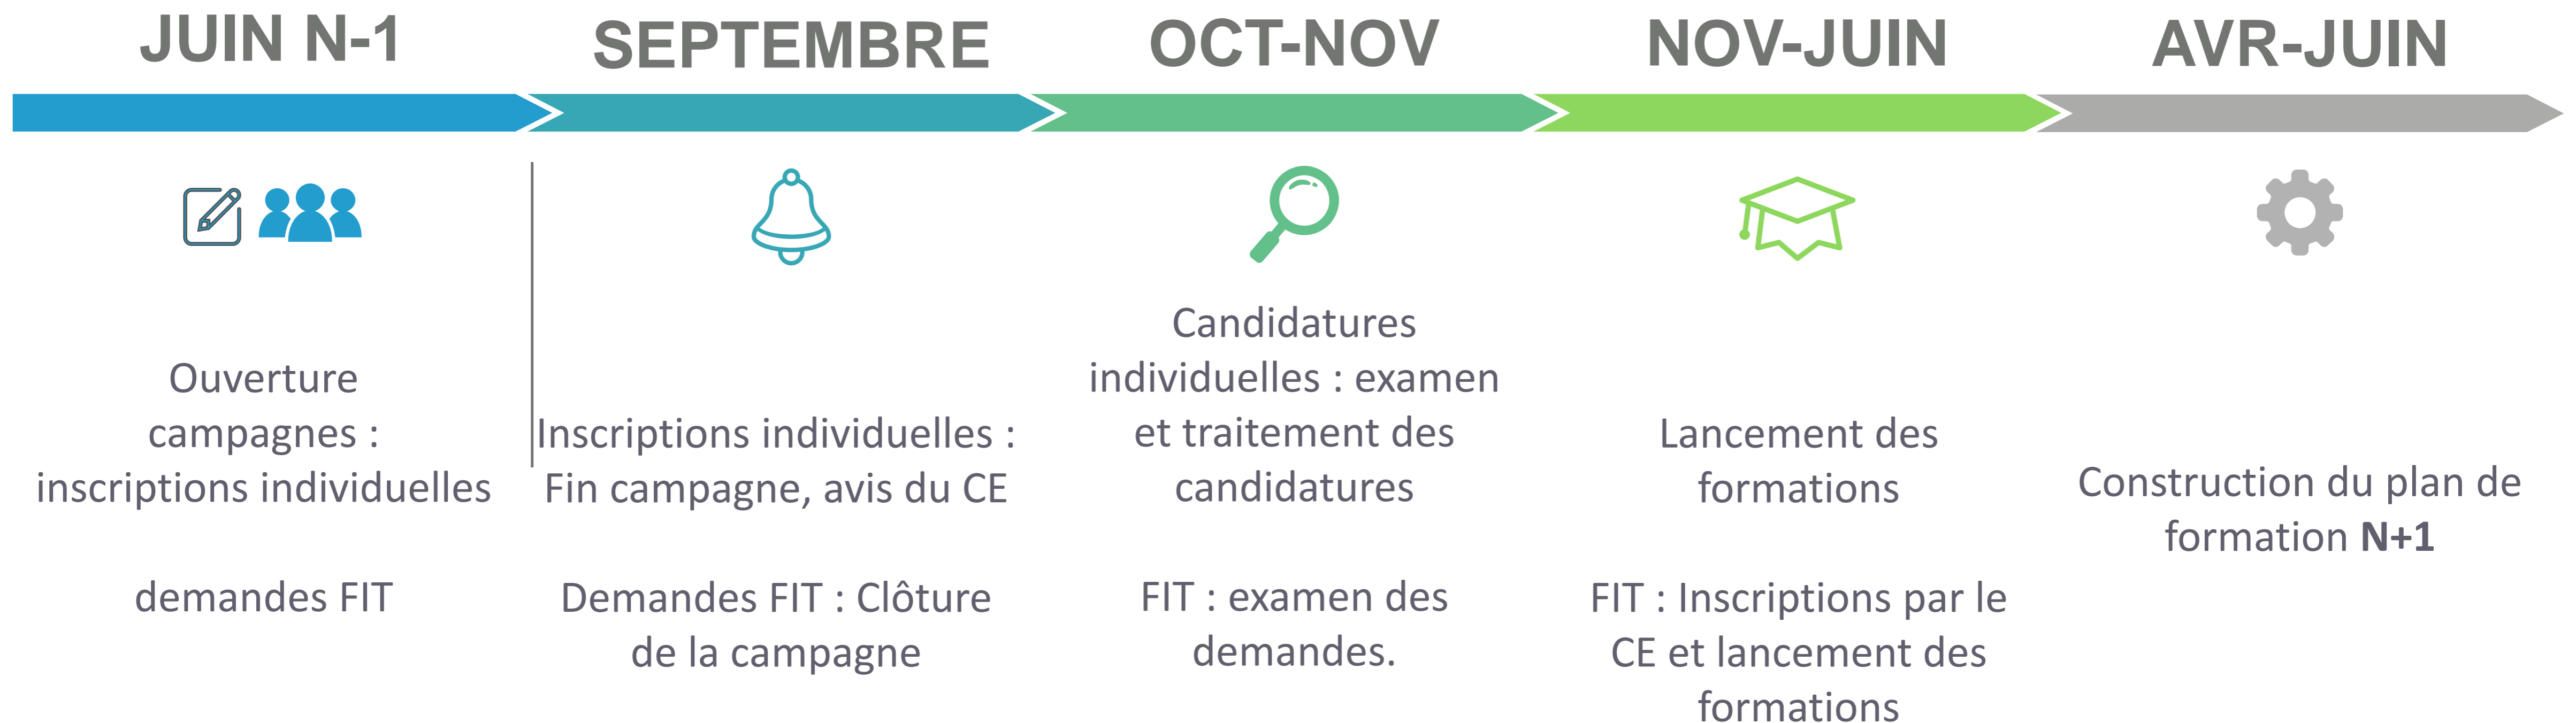 JUIN N-1
SEPTEMBRE
OCT-NOV
NOV-JUIN
AVR-JUIN
Ouverture
campagnes :
inscriptions individuelles
demandes FIT
Inscriptions individuelles :
Fin campagne, avis du CE
Demandes FIT : Clôture
de la campagne
Candidatures
individuelles : examen
et traitement des
candidatures
FIT : examen des
demandes.
Lancement des
formations
FIT : Inscriptions par le
CE et lancement des
formations
Construction du plan de
formation N+1